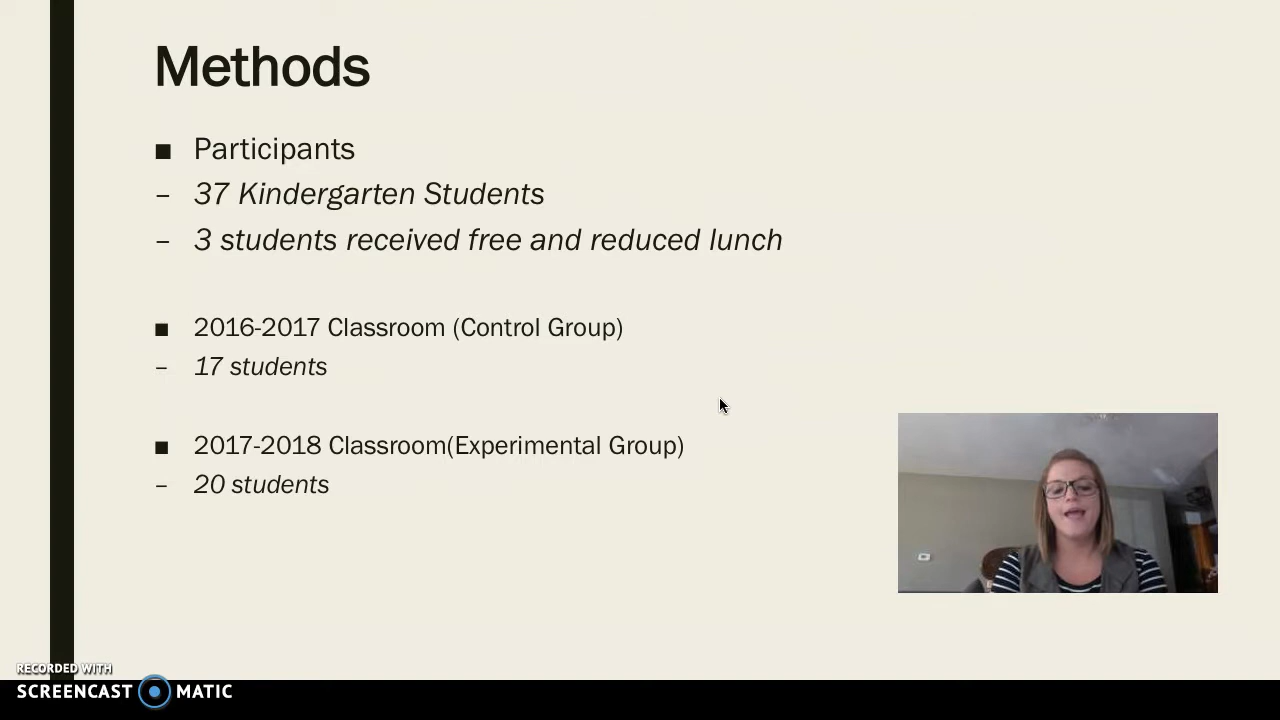 Methods
■ Participants
– 37 Kindergarten Students
– 3 students received free and reduced lunch
■ 2016-2017 Classroom (Control Group)
– 17 students
■ 2017-2018 Classroom(Experimental Group)
– 20 students
RECORDED WITH
SCREENCAST MATIC